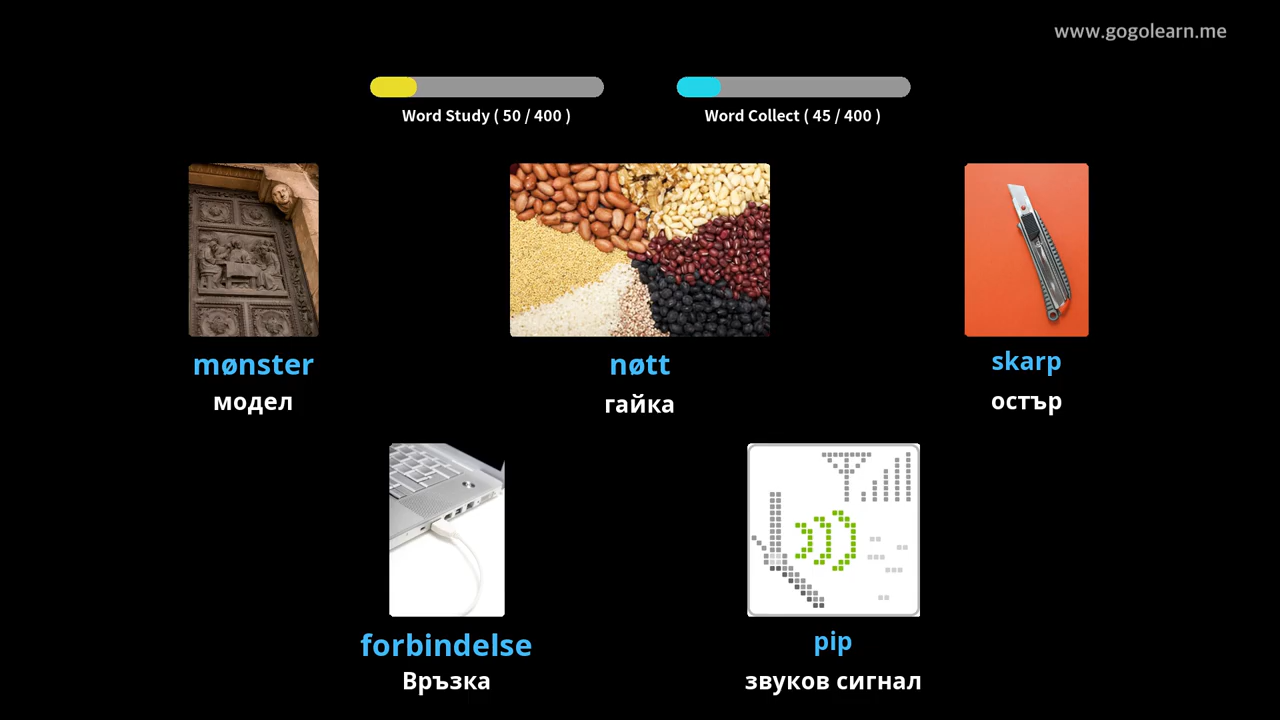 www.gogolearn.me
Word Study ( 50 / 400 )
Word Collect ( 45 / 400 )
mønster
модел
nøtt
гайка
skarp
остър
forbindelse
Връзка
pip
звуков сигнал